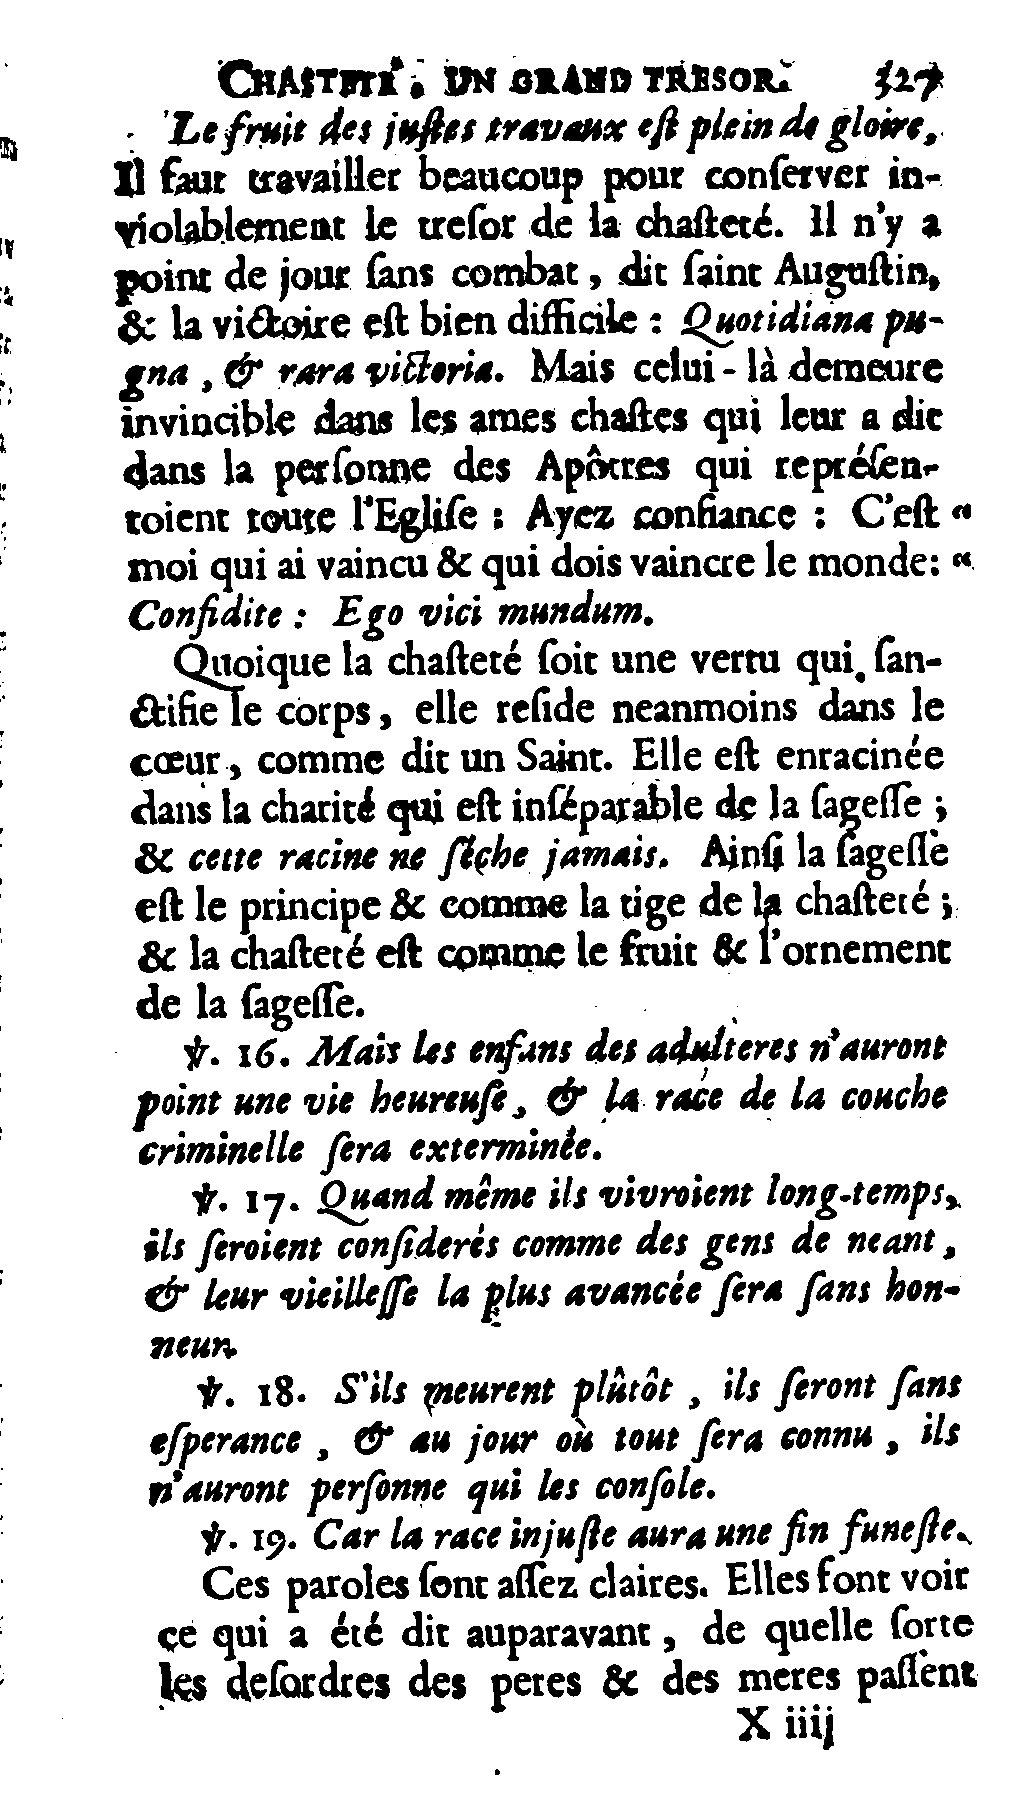 CHASTETÉ, UN GRAND TRESOR. 327
Le fruit des juſtes travaux eſt plein de gloire,
Il faut travailler beaucoup pour conſerver in-
violablement le treſor de la chaſteté. Il n'y a
point de jour ſans combat, dit ſaint Auguſtin,
& la victoire eſt bien difficile : Quotidiana pu-
gna, & rara victoria. Mais celui-là demeure
invincible dans les ames chaſtes qui leur a dit
dans la perſonne des Apôtres qui repréſen-
toient toute l'Egliſe : Ayez confiance : C'eſt “
moi qui ai vaincu & qui dois vaincre le monde: “
Confidite : Ego vici mundum.
Quoique la chaſteté ſoit une vertu qui ſan-
ctifie le corps, elle reſide neanmoins dans le
cœur, comme dit un Saint. Elle eſt enracinée
dans la charité qui eſt inſéparable de la ſageſſe ;
& cette racine ne ſéche jamais. Ainſi la ſageſſe
eſt le principe & comme la tige de la chaſteté ;
& la chaſteté eſt comme le fruit & l'ornement
de la ſageſſe.
℣. 16. Mais les enfans des adulteres n'auront
point une vie heureuſe, & la race de la couche
criminelle ſera exterminée.
℣. 17. Quand même ils vivroient long-temps,
ils ſeroient conſiderés comme des gens de neant,
& leur vieilleſſe la plus avancée ſera ſans hon-
neur.
℣. 18. S'ils meurent plûtôt, ils ſeront ſans
eſperance, & au jour où tout ſera connu, ils
n'auront perſonne qui les conſole.
℣. 19. Car la race injuſte aura une fin funeſte.
Ces paroles ſont aſſez claires. Elles font voir
ce qui a été dit auparavant, de quelle ſorte
les deſordres des peres & des meres paſſent
X iiij